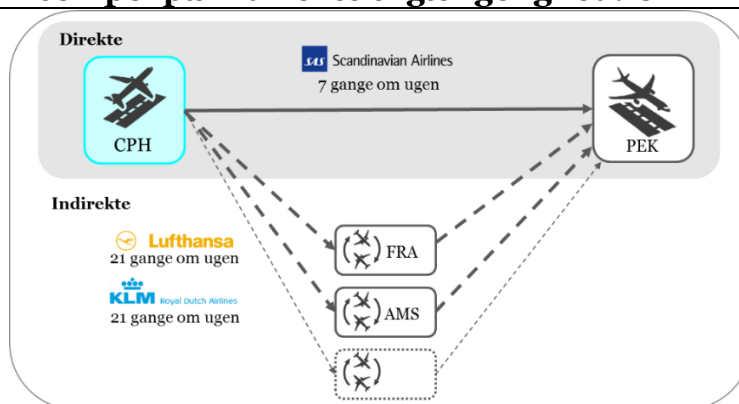 Direkte
SAS Scandinavian Airlines
7 gange om ugen
CPH
PEK
Indirekte
Lufthansa
21 gange om ugen
FRA
KLM Royal Dutch Airlines
21 gange om ugen
AMS